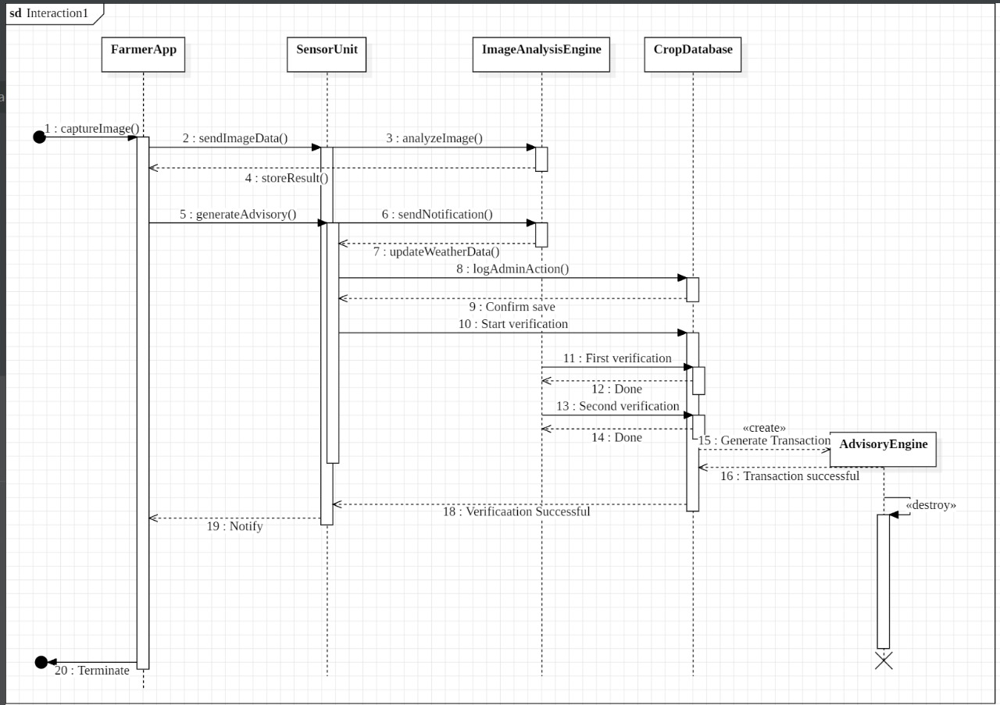 sd Interaction1
FarmerApp
SensorUnit
ImageAnalysisEngine
CropDatabase
a
1 : captureImage()
2 : sendImageData()
3 : analyzeImage()
4 : storeResult()
5 : generateAdvisory()
6 : sendNotification()
7 : updateWeatherData()
8 : logAdminAction()
9 : Confirm save
10 : Start verification
11 : First verification
12 : Done
13 : Second verification
14 : Done
«create»
15 : Generate Transaction
AdvisoryEngine
16 : Transaction successful
«destroy»
18 : Verificaation Successful
19 : Notify
20 : Terminate